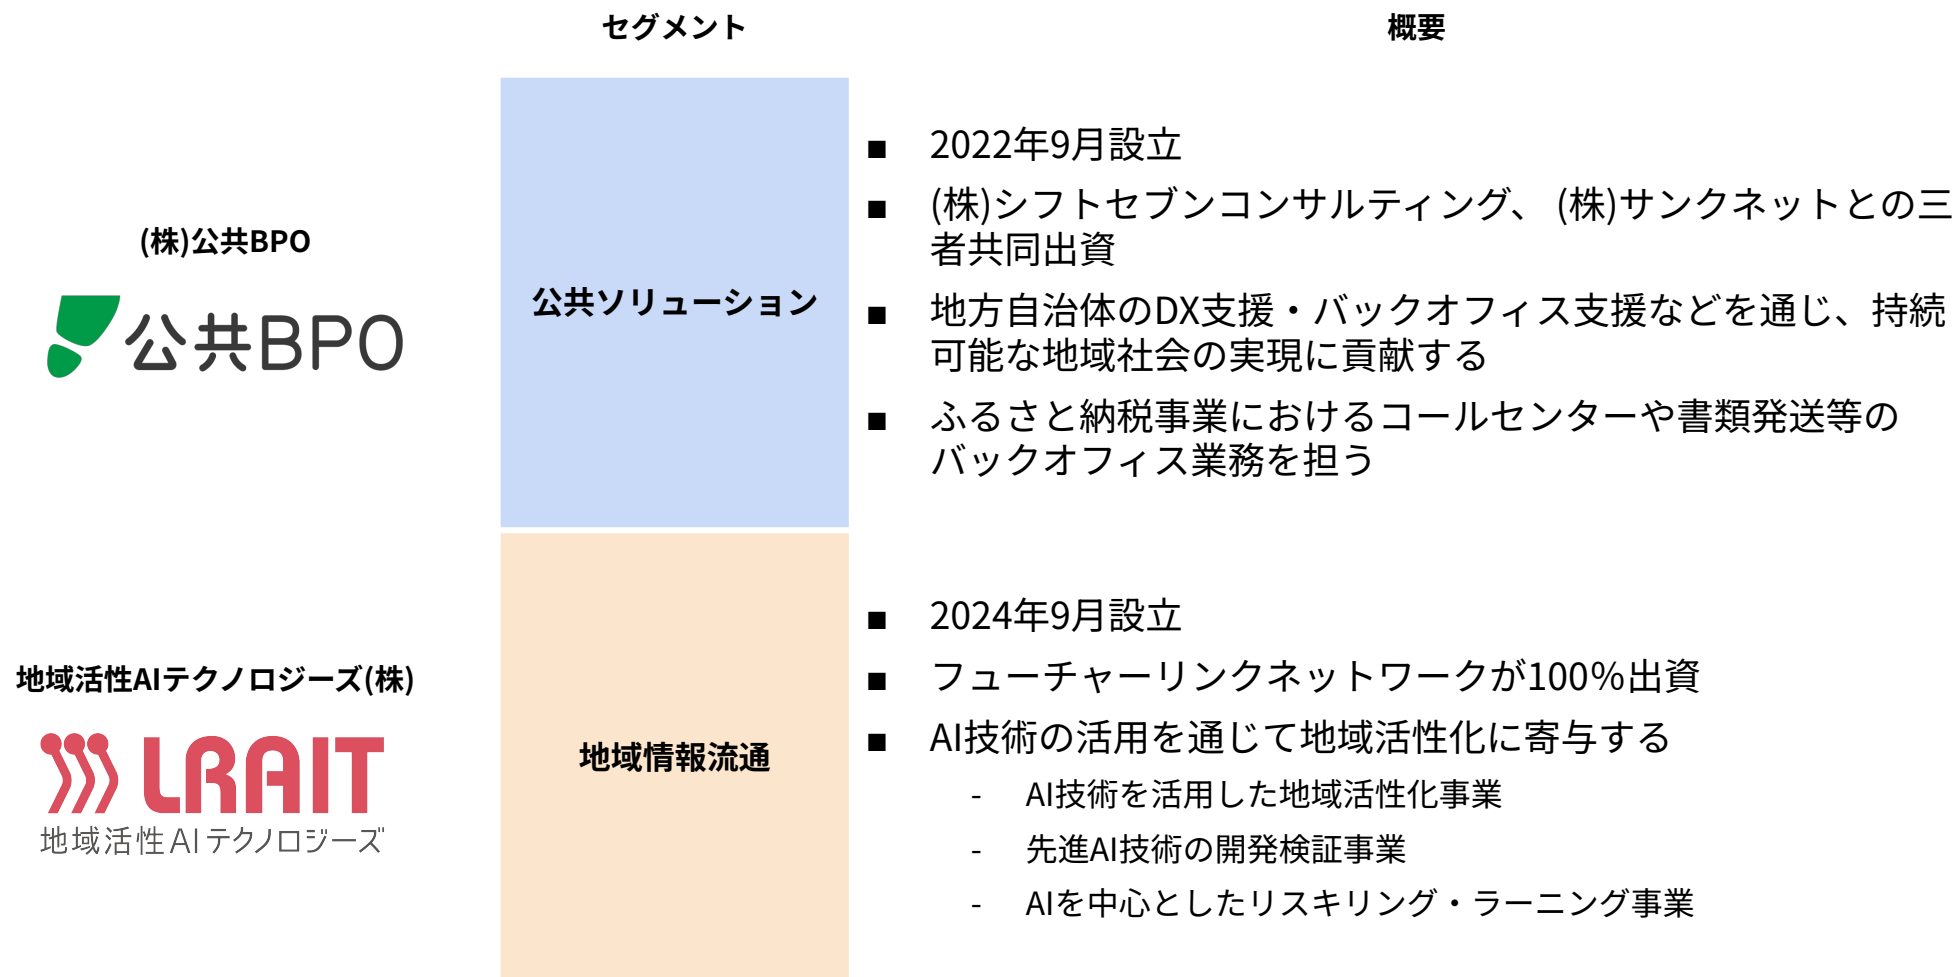 セグメント
概要
(株)公共BPO
公共BPO
公共ソリューション
■ 2022年9月設立
■ (株)シフトセブンコンサルティング、 (株)サンクネットとの三
者共同出資
■ 地方自治体のDX支援・バックオフィス支援などを通じ、持続
可能な地域社会の実現に貢献する
■ ふるさと納税事業におけるコールセンターや書類発送等の
バックオフィス業務を担う
地域活性AIテクノロジーズ(株)
LRAIT
地域活性AIテクノロジーズ
地域情報流通
■ 2024年9月設立
■ フューチャーリンクネットワークが100%出資
■ AI技術の活用を通じて地域活性化に寄与する
- AI技術を活用した地域活性化事業
- 先進AI技術の開発検証事業
- AIを中心としたリスキリング・ラーニング事業